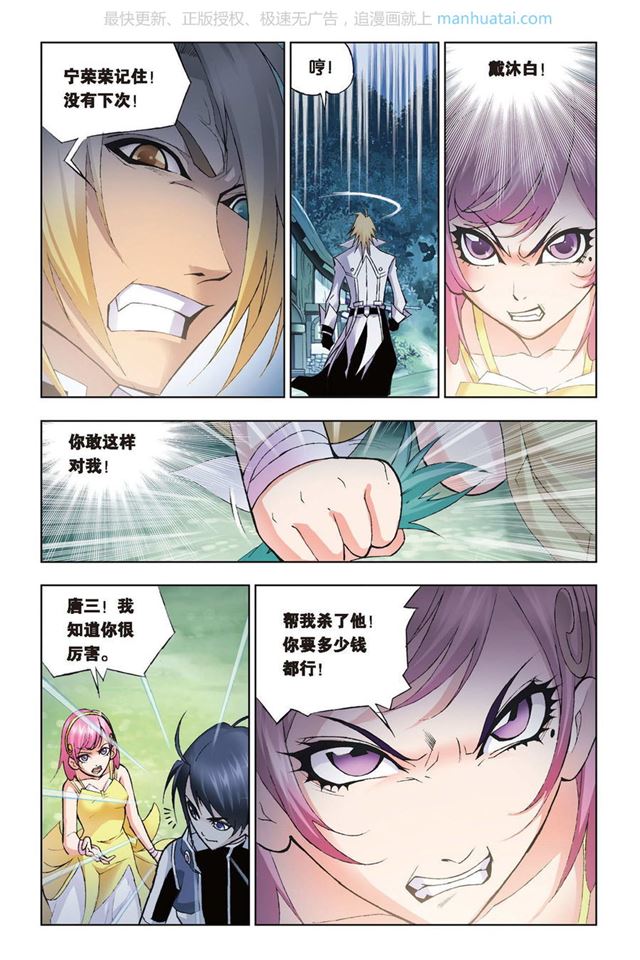 最快更新、正版授权、极速无广告，追漫画就上 manhuatai.com
宁荣荣记住！
没有下次！
哼！
戴沐白！
你敢这样
对我！
唐三！我
知道你很
厉害。
帮我杀了他！
你要多少钱
都行！